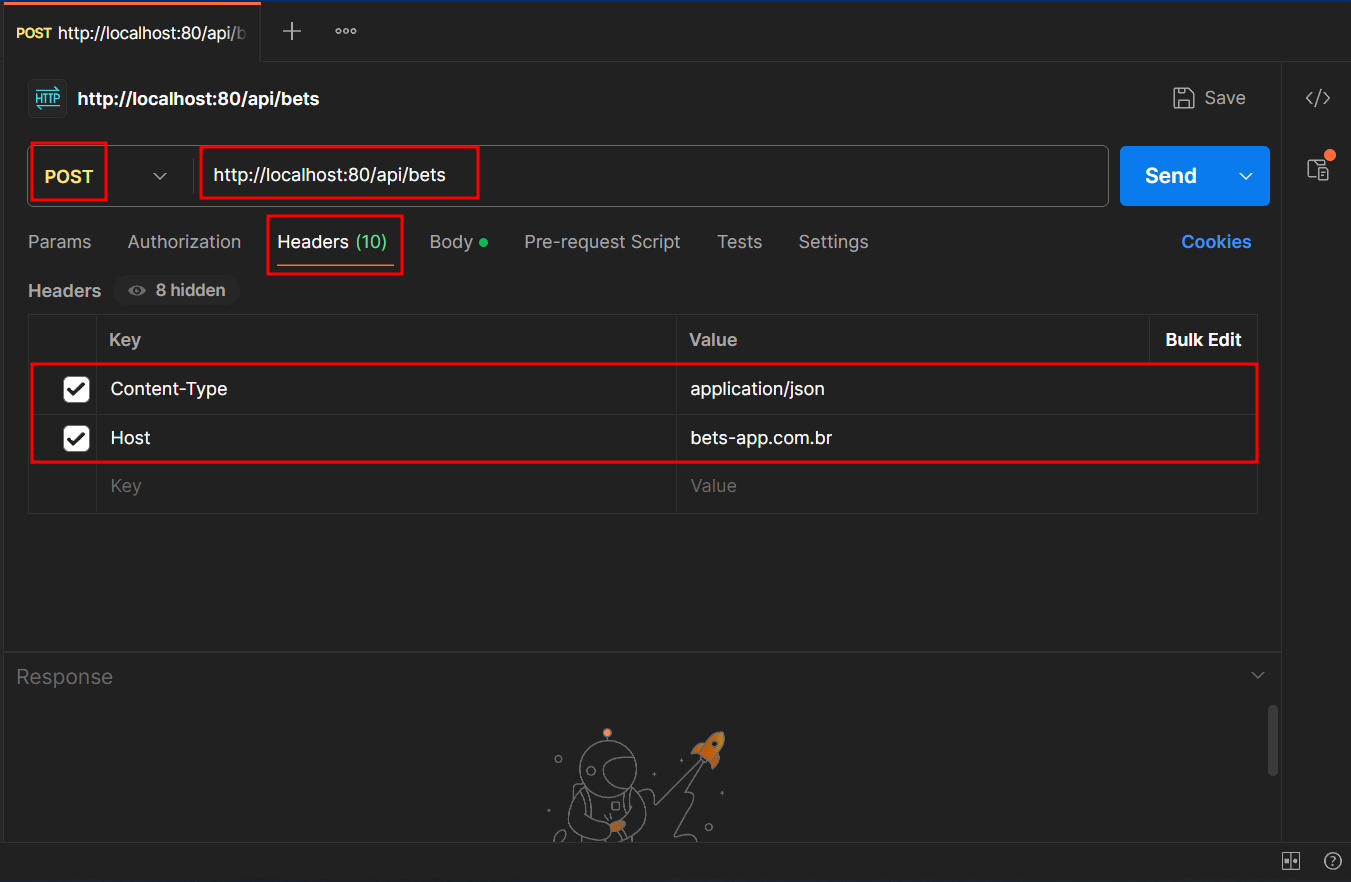 POST http://localhost:80/api/b
HTTP http://localhost:80/api/bets Save </>
POST http://localhost:80/api/bets Send
Params Authorization Headers (10) Body Pre-request Script Tests Settings Cookies
Headers 8 hidden
Key Value Bulk Edit
Content-Type application/json
Host bets-app.com.br
Key Value
Response